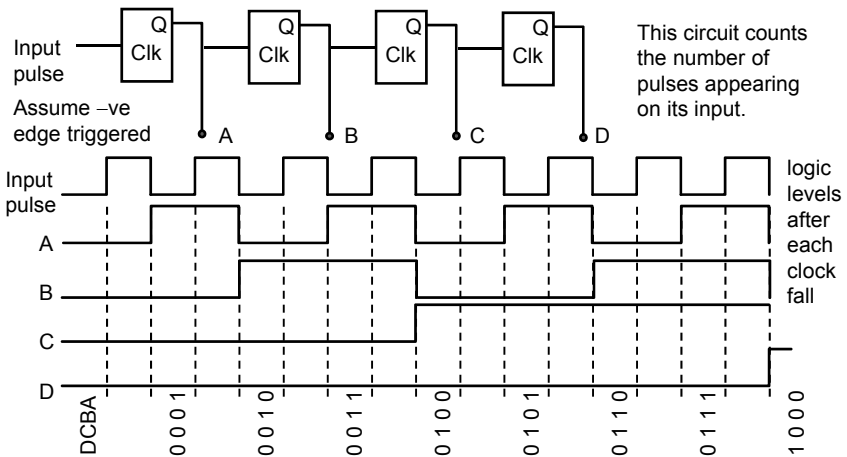 Q
Clk
Q
Clk
Q
Clk
Q
Clk
Input
pulse
This circuit counts
the number of
pulses appearing
on its input.
Assume –ve
edge triggered
A
B
C
D
Input
pulse
A
B
C
D
logic
levels
after
each
clock
fall
DCBA
0001
0010
0011
0100
0101
0110
0111
1000